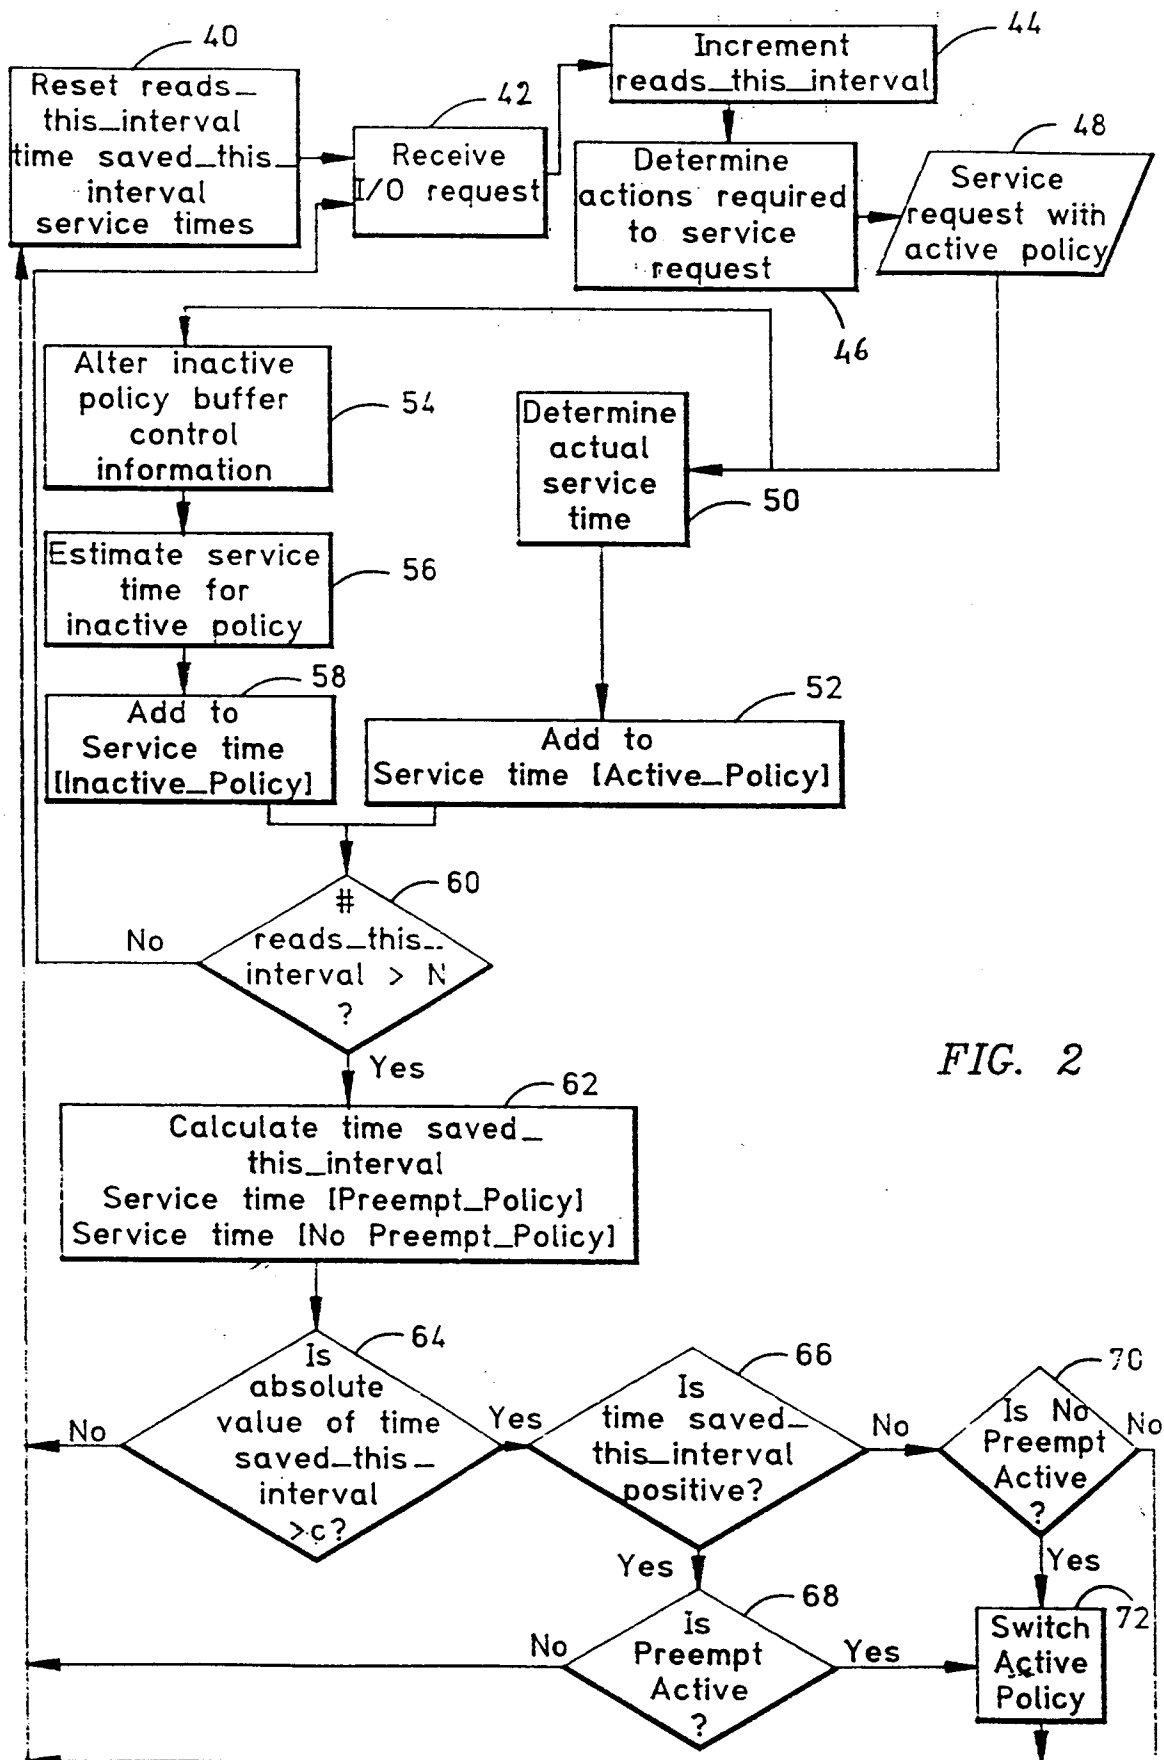 40
Reset reads_
this_interval
time saved_this_
interval
service times
42
Receive
I/O request
44
Increment
reads_this_interval
Determine
actions required
to service
request
46
48
Service
request with
active policy
Alter inactive
policy buffer
control
information
54
Determine
actual
service
time
50
Estimate service
time for
inactive policy
56
58
Add to
Service time
[Inactive_Policy]
52
Add to
Service time [Active_Policy]
60
#
reads_this_
interval > N
?
No
Yes
FIG. 2
62
Calculate time saved_
this_interval
Service time [Preempt_Policy]
Service time [No Preempt_Policy]
64
Is
absolute
value of time
saved_this_
interval
>c?
No
Yes
66
Is
time saved_
this_interval
positive?
No
Yes
70
Is No
Preempt
Active
?
No
Yes
68
Is
Preempt
Active
?
No
Yes
72
Switch
Active
Policy